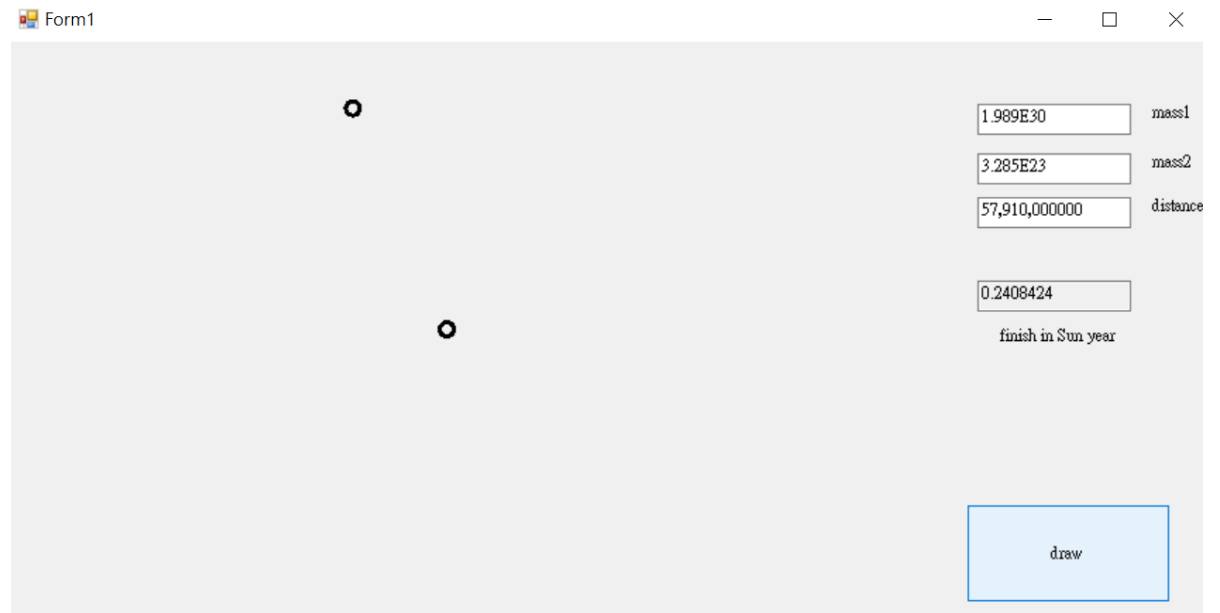 Form1
1.989E30 mass1
3.285E23 mass2
57,910,000000 distance
0.2408424
finish in Sun year
draw